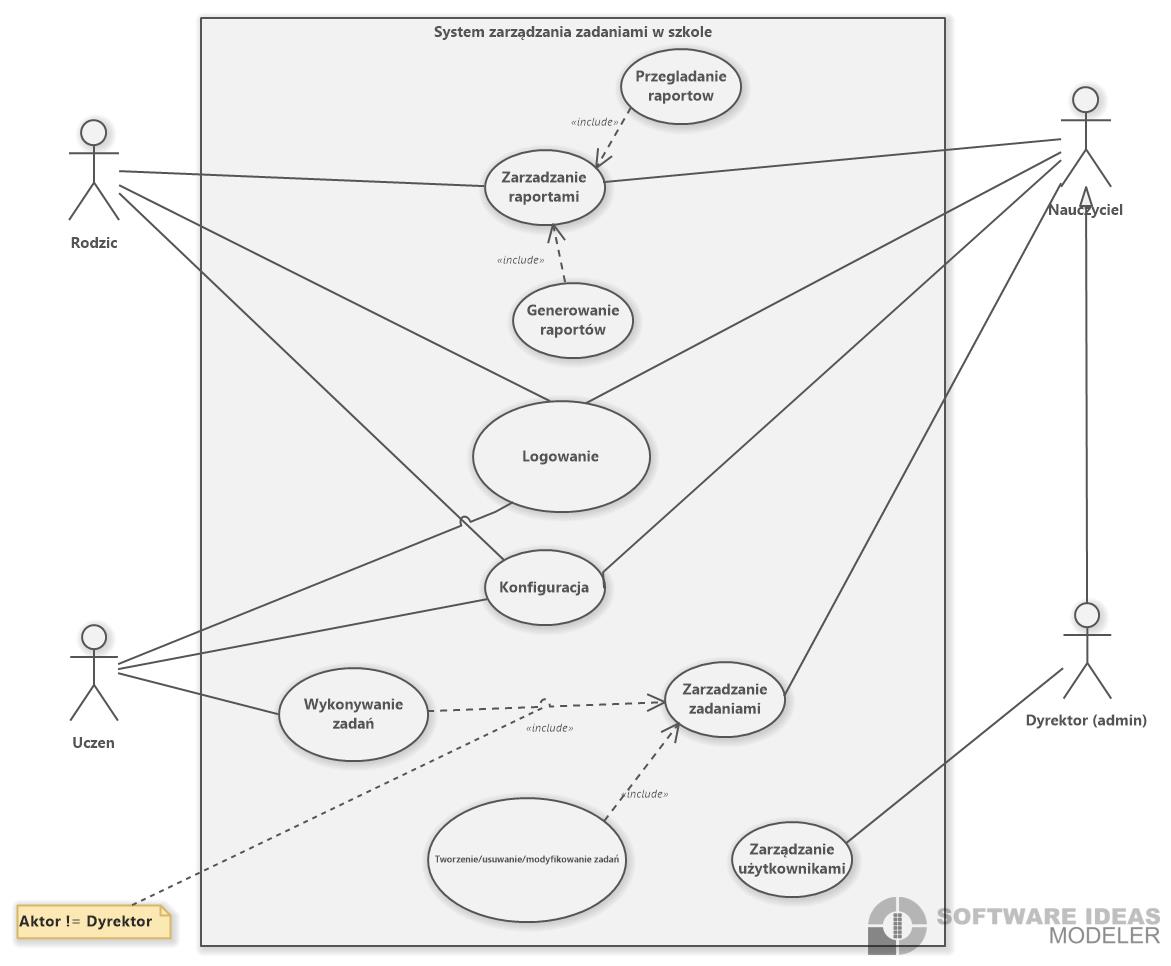 System zarządzania zadaniami w szkole
Przegladanie
raportow
«include»
Zarzadzanie
raportami
Rodzic
Nauczyciel
«include»
Generowanie
raportów
Logowanie
Konfiguracja
Uczen
Wykonywanie
zadań
Zarzadzanie
zadaniami
«include»
Dyrektor (admin)
«include»
Tworzenie/usuwanie/modyfikowanie zadań
Zarządzanie
użytkownikami
Aktor != Dyrektor
SOFTWARE IDEAS
MODELER